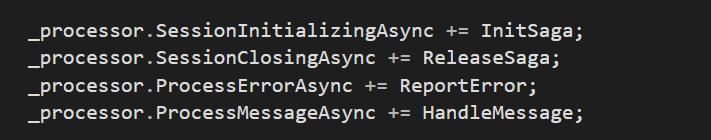 _processor.SessionInitializingAsync += InitSaga;
_processor.SessionClosingAsync += ReleaseSaga;
_processor.ProcessErrorAsync += ReportError;
_processor.ProcessMessageAsync += HandleMessage;